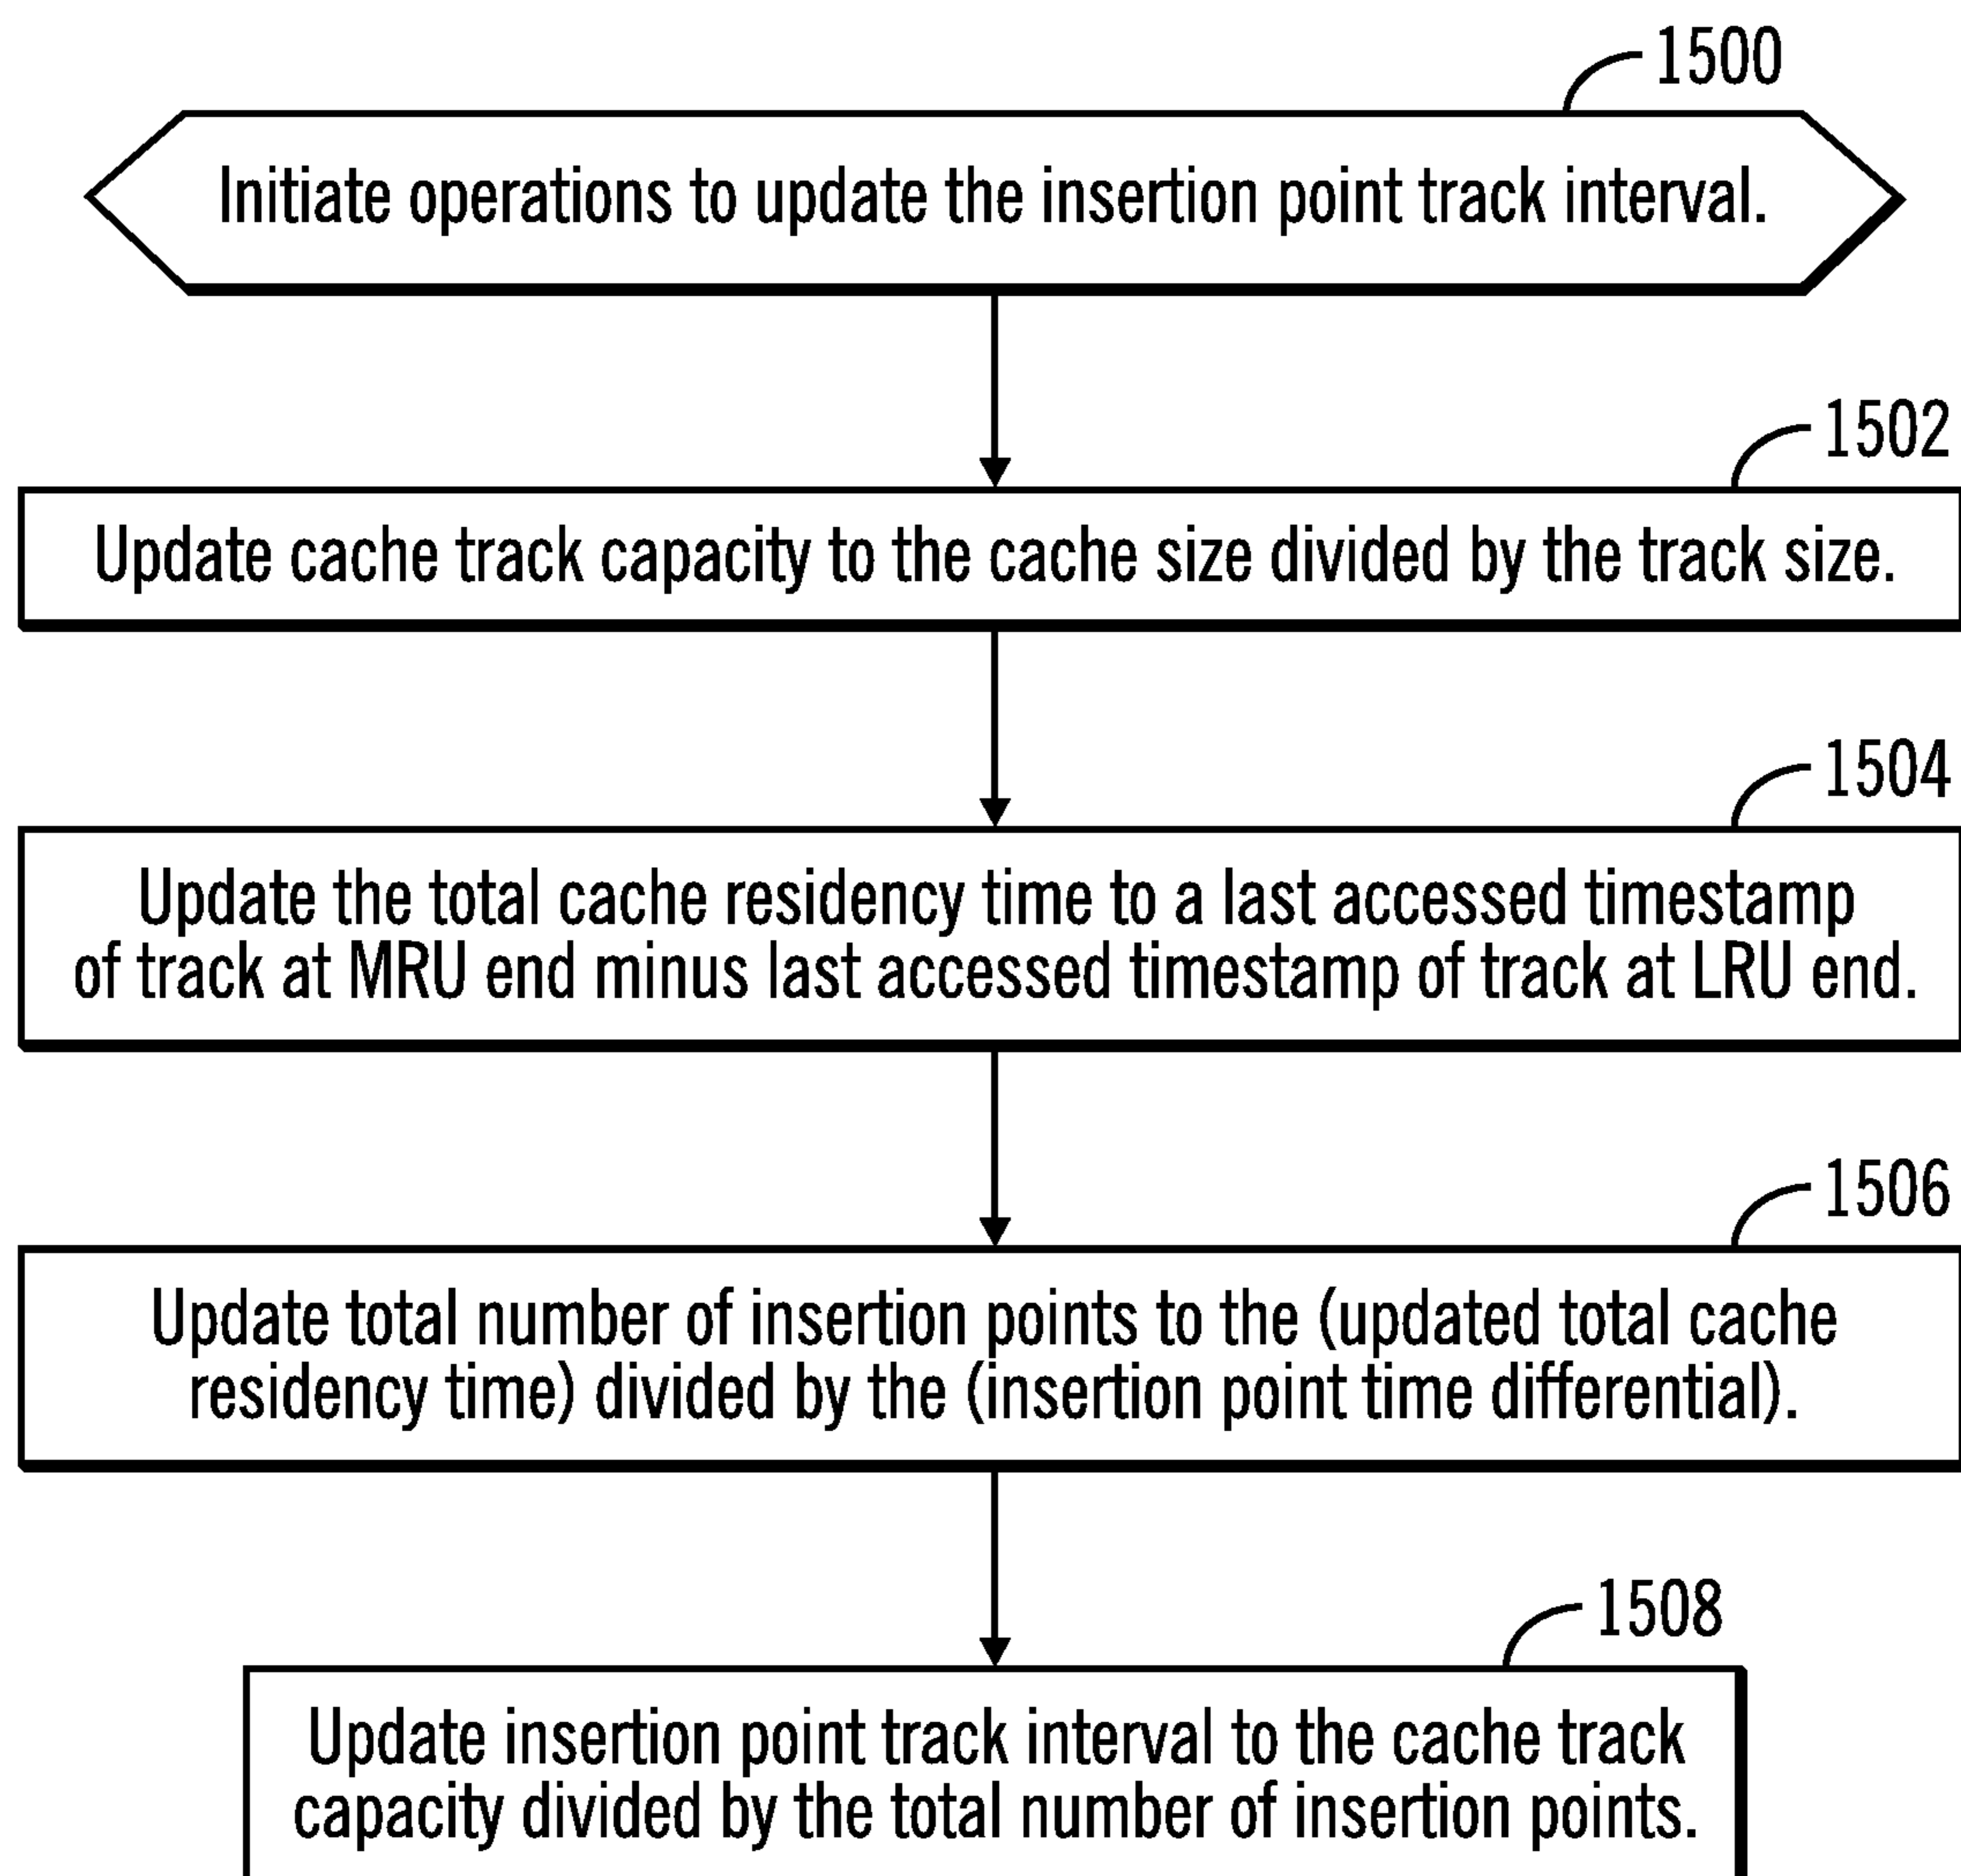 1500
Initiate operations to update the insertion point track interval.
1502
Update cache track capacity to the cache size divided by the track size.
1504
Update the total cache residency time to a last accessed timestamp
of track at MRU end minus last accessed timestamp of track at LRU end.
1506
Update total number of insertion points to the (updated total cache
residency time) divided by the (insertion point time differential).
1508
Update insertion point track interval to the cache track
capacity divided by the total number of insertion points.